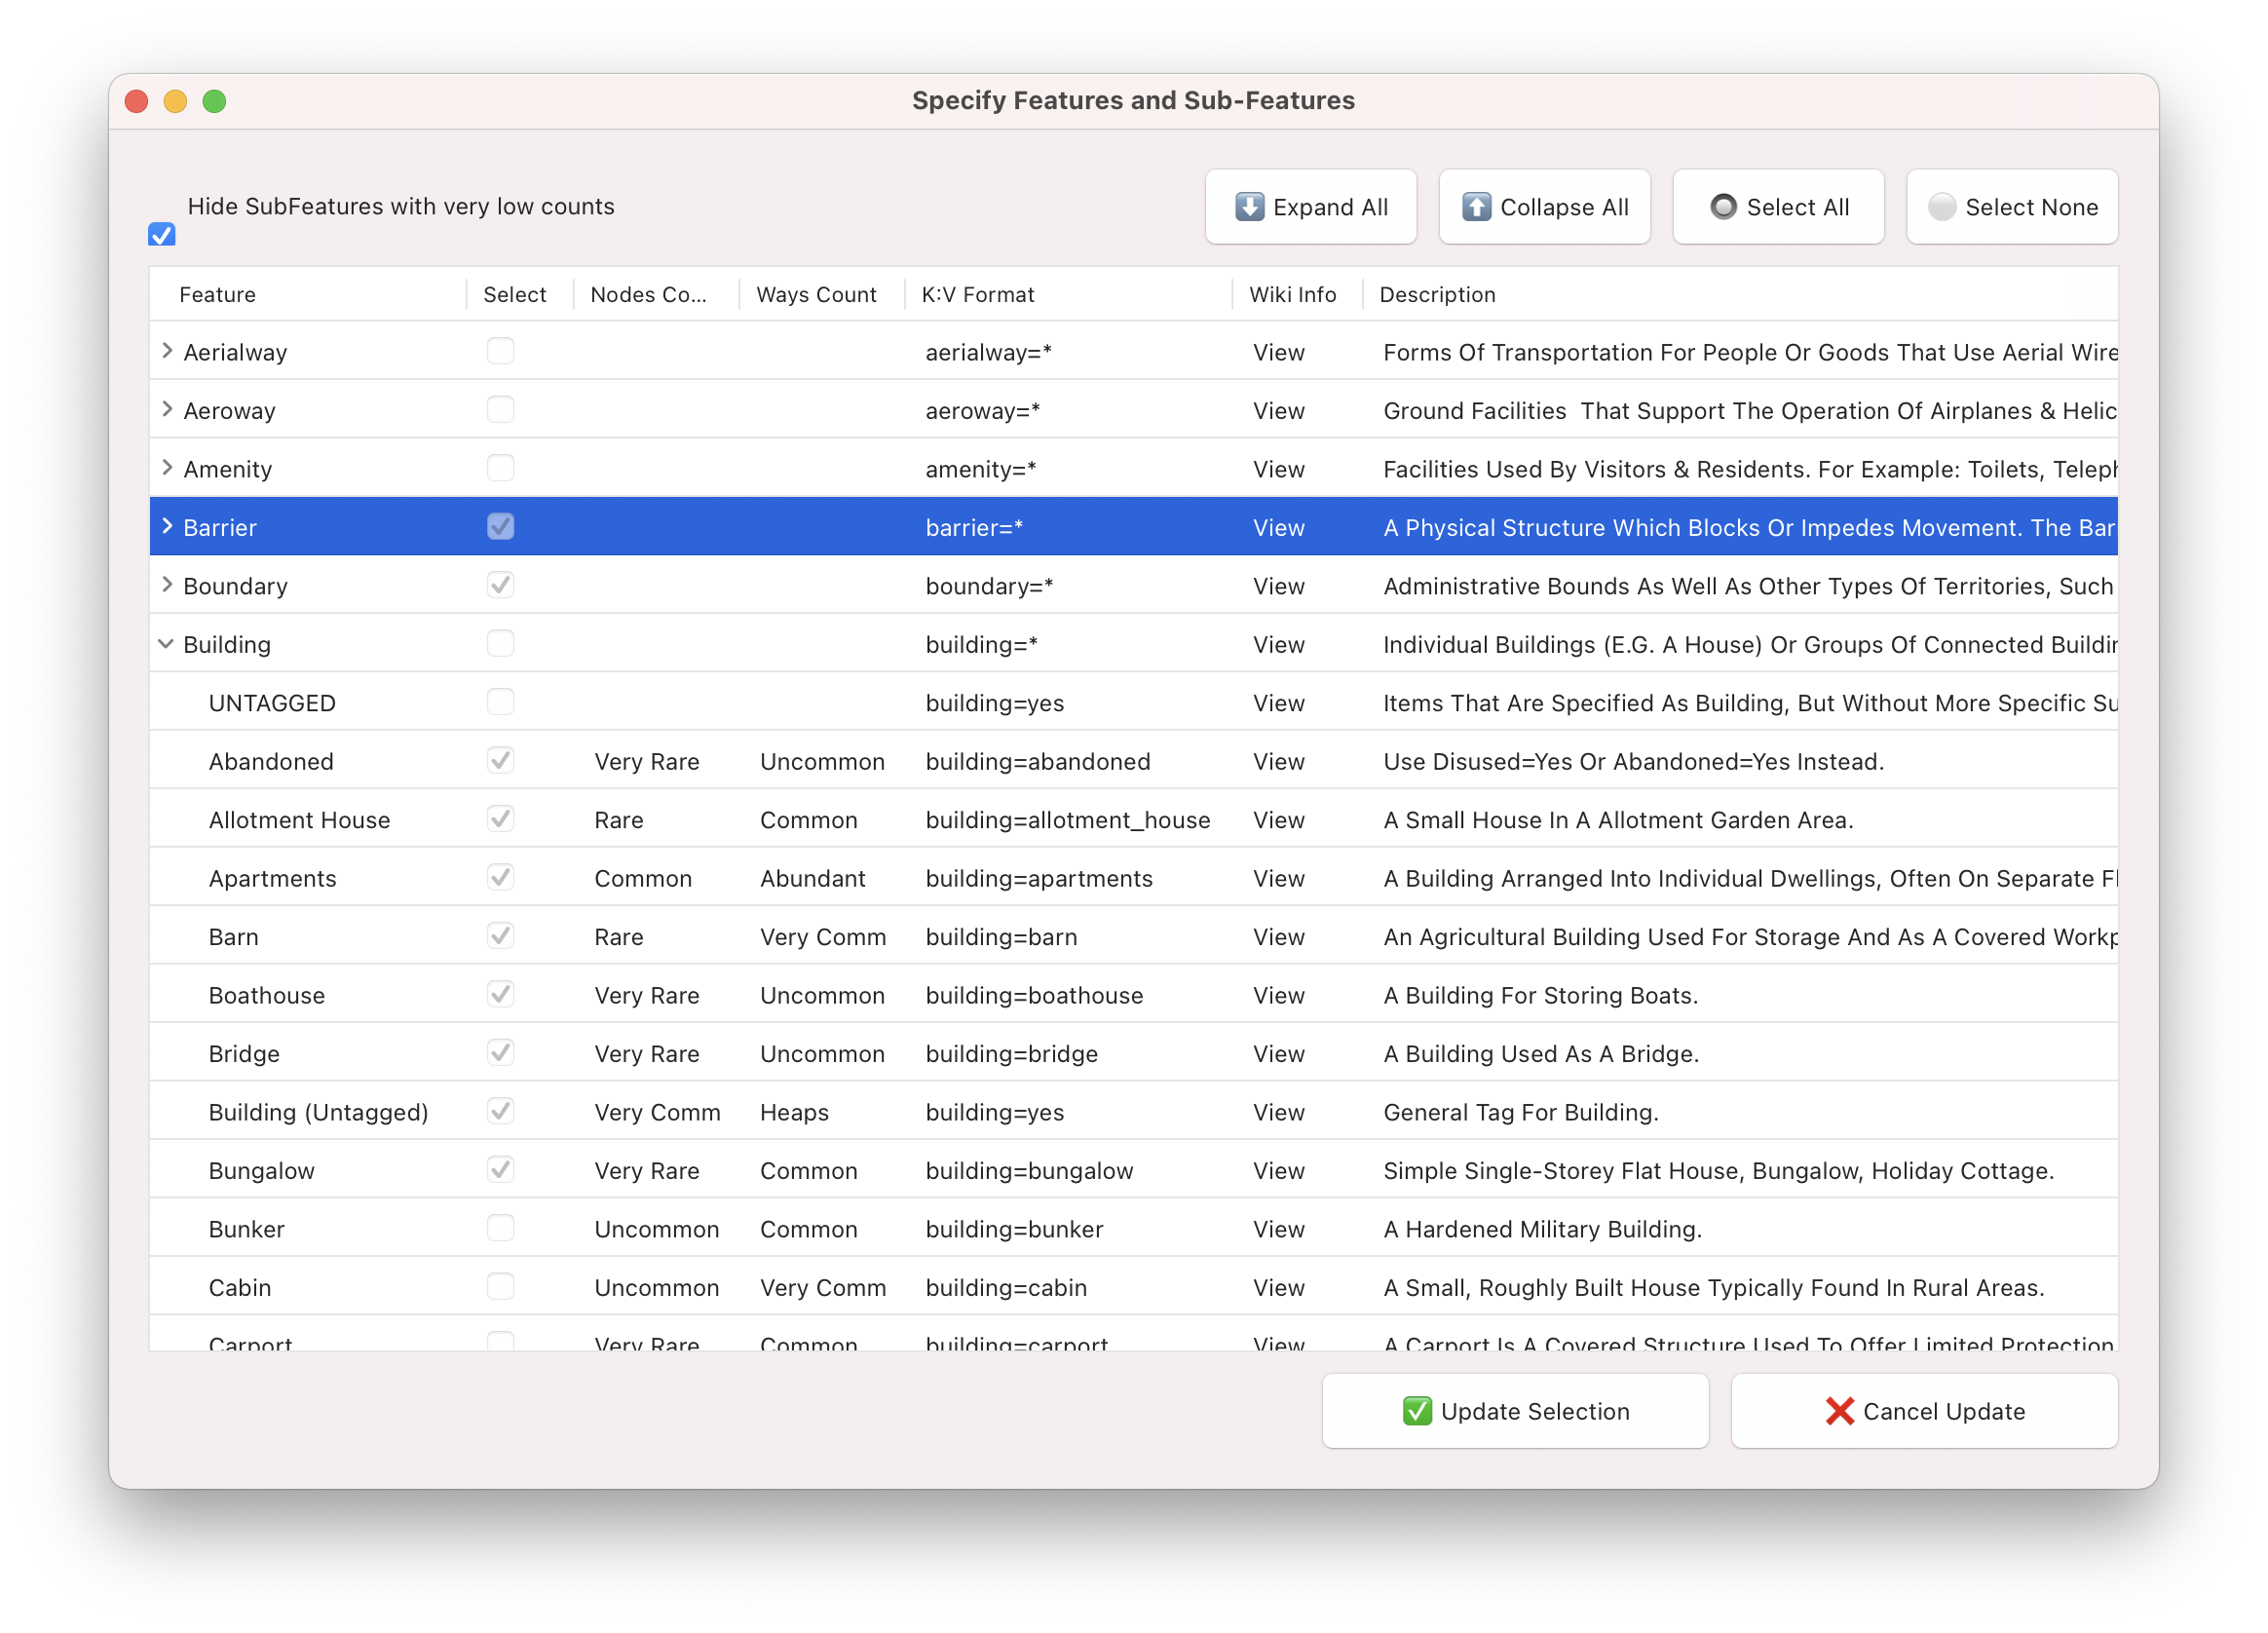 Specify Features and Sub-Features
Hide SubFeatures with very low counts
Expand All Collapse All Select All Select None
Feature Select Nodes Co... Ways Count K:V Format Wiki Info Description
Aerialway aerialway=* View Forms Of Transportation For People Or Goods That Use Aerial Wire
Aeroway aeroway=* View Ground Facilities That Support The Operation Of Airplanes & Helic
Amenity amenity=* View Facilities Used By Visitors & Residents. For Example: Toilets, Teleph
Barrier barrier=* View A Physical Structure Which Blocks Or Impedes Movement. The Bar
Boundary boundary=* View Administrative Bounds As Well As Other Types Of Territories, Such
Building building=* View Individual Buildings (E.G. A House) Or Groups Of Connected Buildin
UNTAGGED building=yes View Items That Are Specified As Building, But Without More Specific Su
Abandoned Very Rare Uncommon building=abandoned View Use Disused=Yes Or Abandoned=Yes Instead.
Allotment House Rare Common building=allotment_house View A Small House In A Allotment Garden Area.
Apartments Common Abundant building=apartments View A Building Arranged Into Individual Dwellings, Often On Separate Fl
Barn Rare Very Comm building=barn View An Agricultural Building Used For Storage And As A Covered Workp
Boathouse Very Rare Uncommon building=boathouse View A Building For Storing Boats.
Bridge Very Rare Uncommon building=bridge View A Building Used As A Bridge.
Building (Untagged) Very Comm Heaps building=yes View General Tag For Building.
Bungalow Very Rare Common building=bungalow View Simple Single-Storey Flat House, Bungalow, Holiday Cottage.
Bunker Uncommon Common building=bunker View A Hardened Military Building.
Cabin Uncommon Very Comm building=cabin View A Small, Roughly Built House Typically Found In Rural Areas.
Carport Very Rare Common building=carport View A Carport Is A Covered Structure Used To Offer Limited Protection
Update Selection Cancel Update